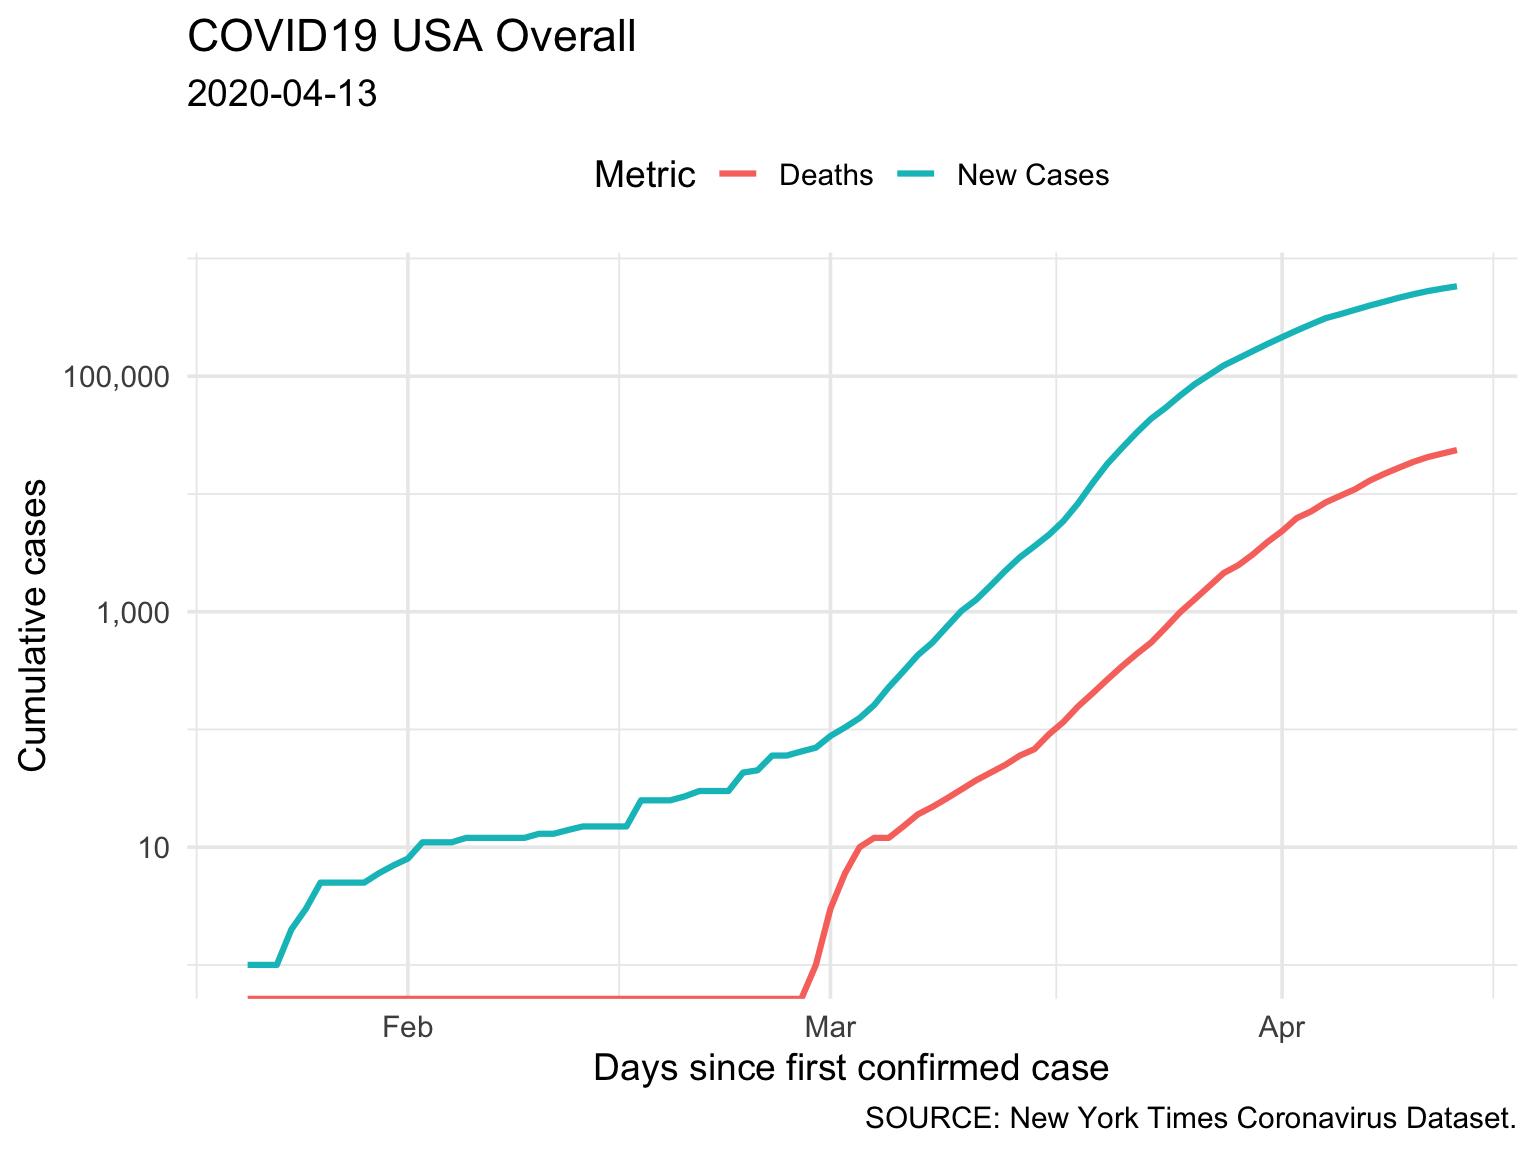 COVID19 USA Overall
2020-04-13
Metric Deaths New Cases
Cumulative cases
100,000
1,000
10
Feb Mar Apr
Days since first confirmed case
SOURCE: New York Times Coronavirus Dataset.